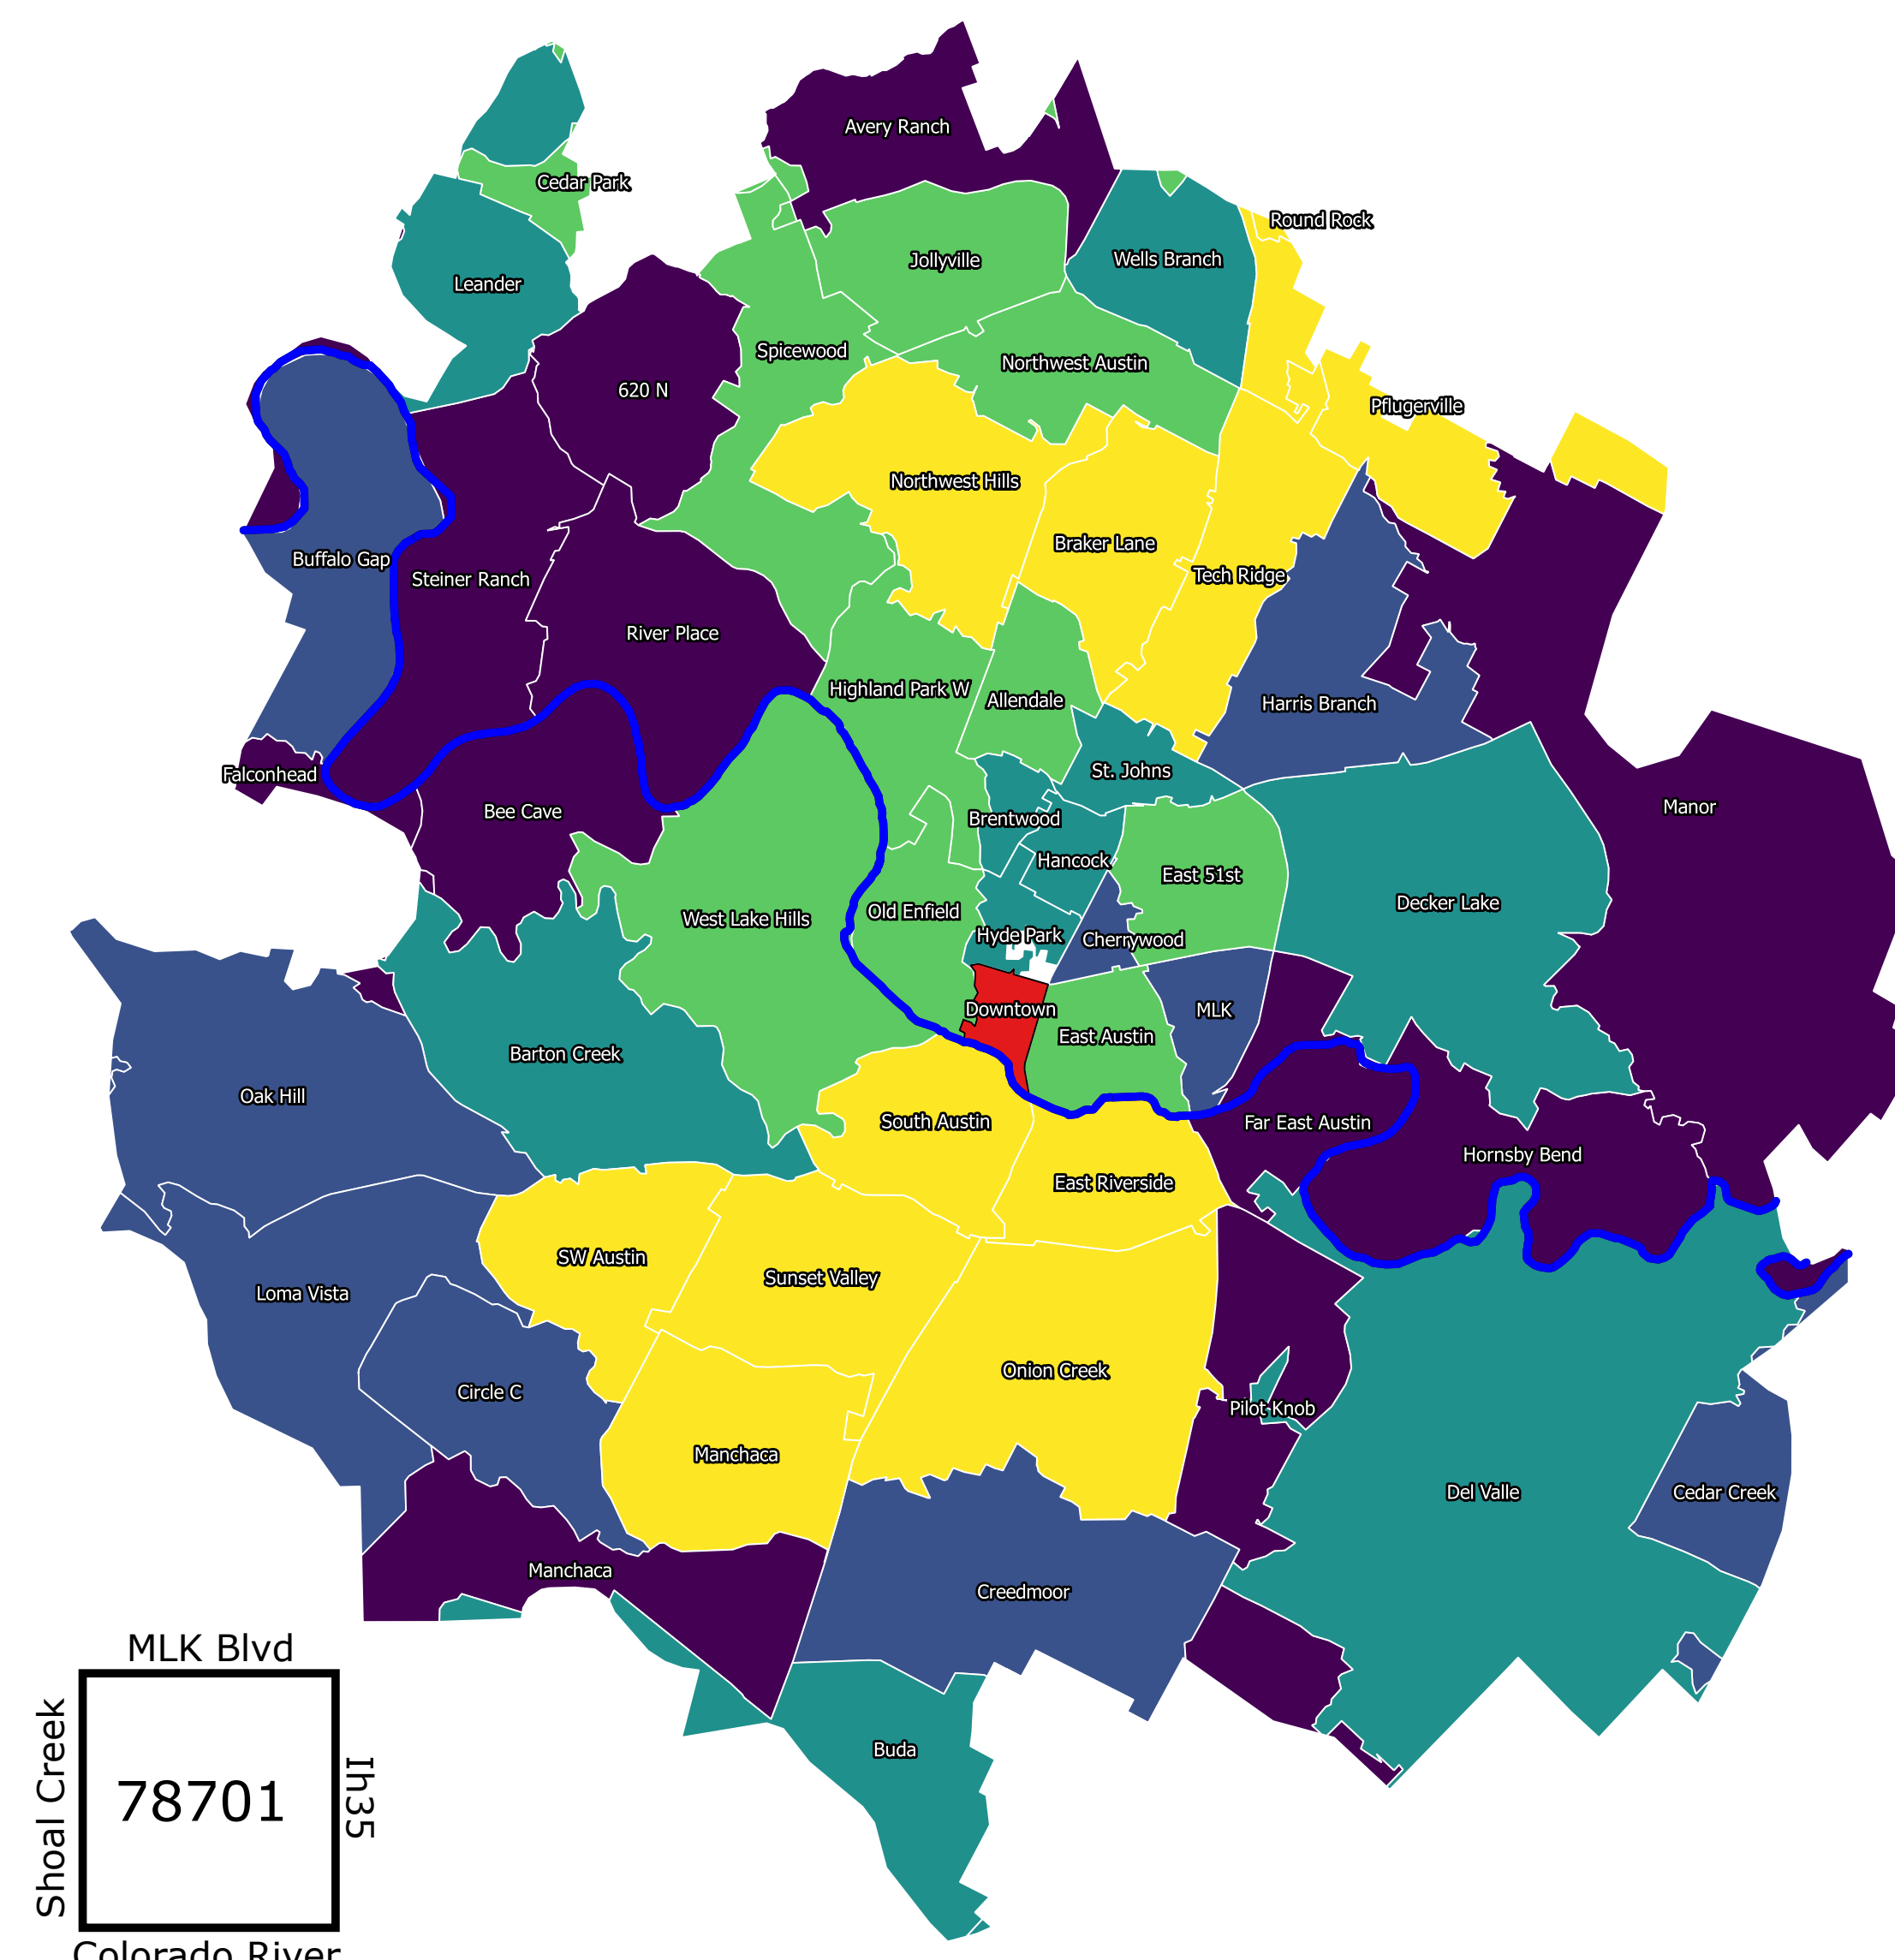 Avery Ranch
Cedar Park
Round Rock
Jollyville
Wells Branch
Leander
Spicewood
Northwest Austin
620 N
Pflugerville
Northwest Hills
Braker Lane
Buffalo Gap
Steiner Ranch
Tech Ridge
River Place
Highland Park W
Allendale
Harris Branch
Falconhead
St. Johns
Manor
Bee Cave
Brentwood
Hancock
East 51st
Decker Lake
West Lake Hills
Old Enfield
Hyde Park
Cherrywood
Downtown
MLK
East Austin
Barton Creek
Oak Hill
South Austin
Far East Austin
Hornsby Bend
East Riverside
SW Austin
Sunset Valley
Loma Vista
Onion Creek
Circle C
Pilot Knob
Manchaca
Del Valle
Cedar Creek
Manchaca
Creedmoor
Buda
MLK Blvd
Shoal Creek
78701
Ih35
Colorado River